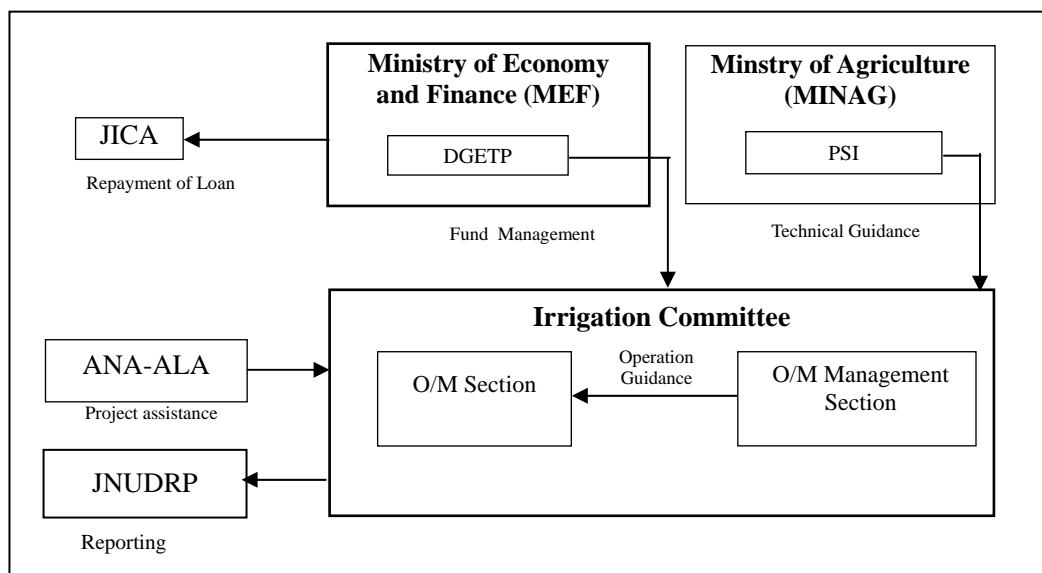 Ministry of Economy
and Finance (MEF)
DGETP
Minstry of Agriculture
(MINAG)
PSI
JICA
Repayment of Loan
Fund Management
Technical Guidance
Irrigation Committee
ANA-ALA
Project assistance
O/M Section
Operation
Guidance
O/M Management
Section
JNUDRP
Reporting